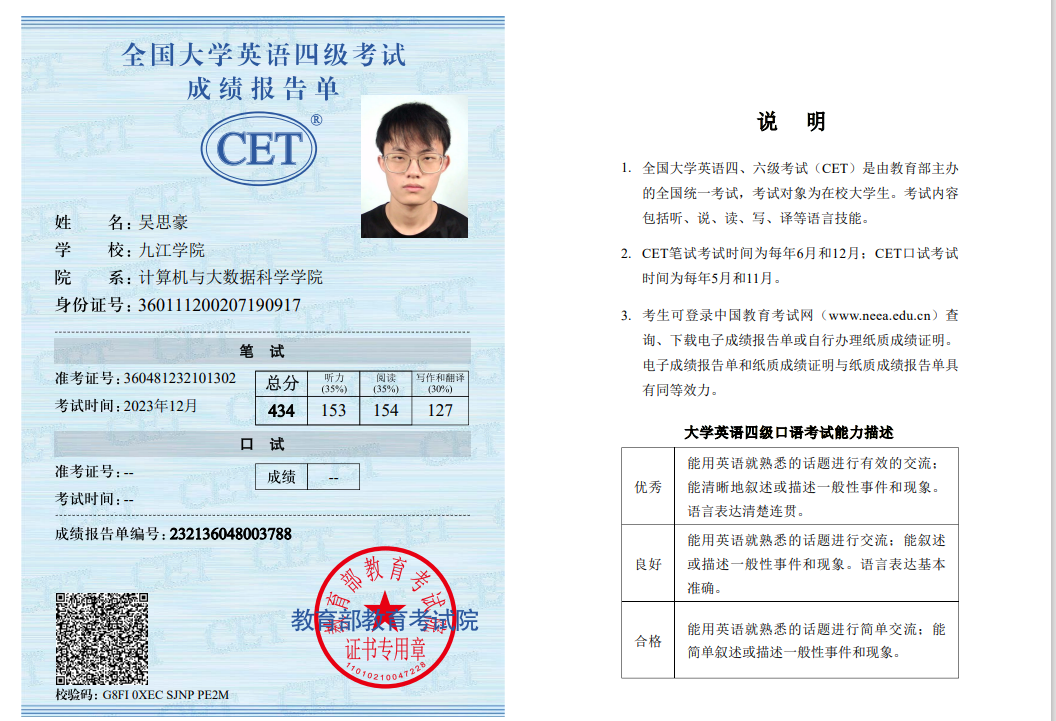 全国大学英语四级考试
成绩报告单
CET®
姓 名：吴思豪
学 校：九江学院
院 系：计算机与大数据科学学院
身份证号：360111200207190917
笔 试
准考证号：360481232101302
考试时间：2023年12月
总分 听力(35%) 阅读(35%) 写作和翻译(30%)
434 153 154 127
口 试
准考证号：--
考试时间：--
成绩 --
成绩报告单编号：232136048003788
教育部教育考试院
教育部教育考试院
证书专用章
11010210047228
校验码：G8FI 0XEC SJNP PE2M
说 明
1. 全国大学英语四、六级考试（CET）是由教育部主办
的全国统一考试，考试对象为在校大学生。考试内容
包括听、说、读、写、译等语言技能。
2. CET笔试考试时间为每年6月和12月；CET口试考试
时间为每年5月和11月。
3. 考生可登录中国教育考试网（www.neea.edu.cn）查
询、下载电子成绩报告单或自行办理纸质成绩证明。
电子成绩报告单和纸质成绩证明与纸质成绩报告单具
有同等效力。
大学英语四级口语考试能力描述
优秀
能用英语就熟悉的话题进行有效的交流；
能清晰地叙述或描述一般性事件和现象。
语言表达清楚连贯。
良好
能用英语就熟悉的话题进行交流；能叙述
或描述一般性事件和现象。语言表达基本
准确。
合格
能用英语就熟悉的话题进行简单交流；能
简单叙述或描述一般性事件和现象。